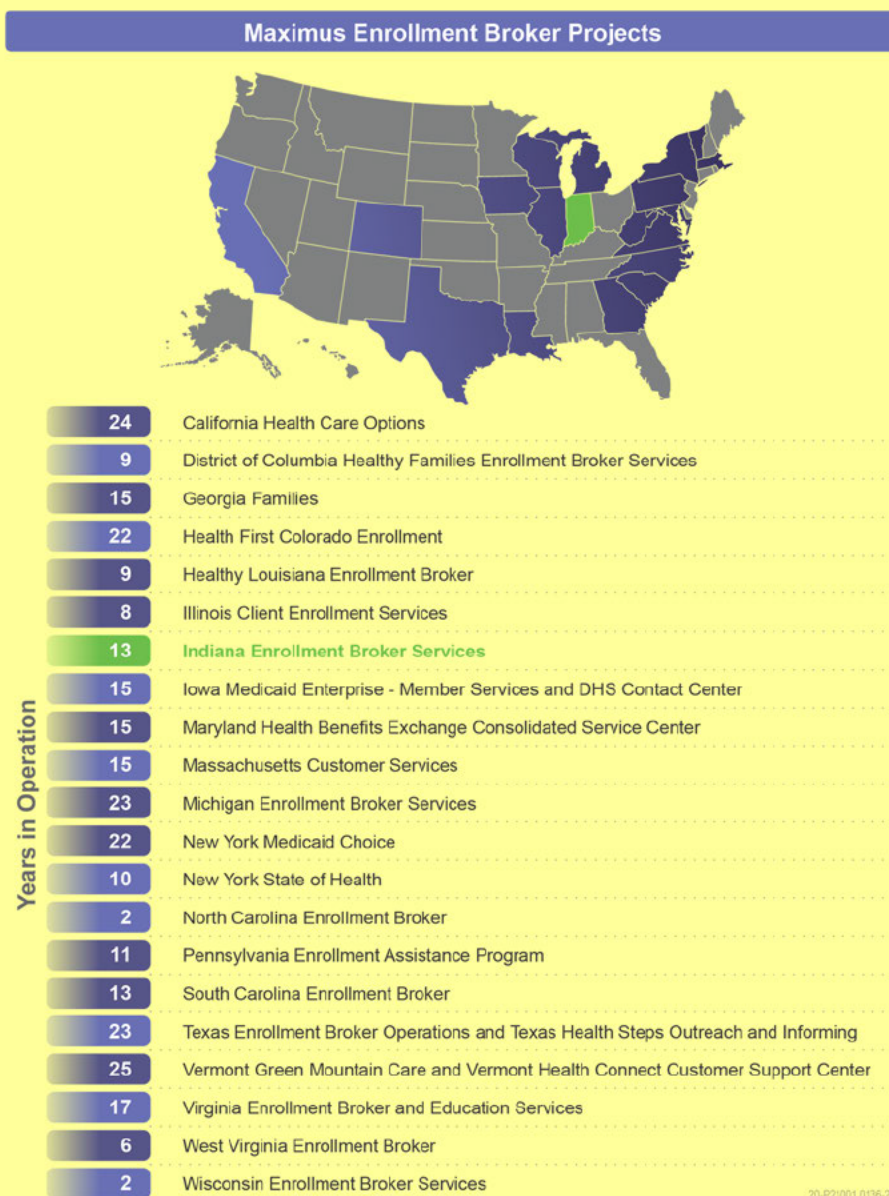 Maximus Enrollment Broker Projects
24 California Health Care Options
9 District of Columbia Healthy Families Enrollment Broker Services
15 Georgia Families
22 Health First Colorado Enrollment
9 Healthy Louisiana Enrollment Broker
8 Illinois Client Enrollment Services
13 Indiana Enrollment Broker Services
15 Iowa Medicaid Enterprise - Member Services and DHS Contact Center
15 Maryland Health Benefits Exchange Consolidated Service Center
15 Massachusetts Customer Services
23 Michigan Enrollment Broker Services
22 New York Medicaid Choice
10 New York State of Health
2 North Carolina Enrollment Broker
11 Pennsylvania Enrollment Assistance Program
13 South Carolina Enrollment Broker
23 Texas Enrollment Broker Operations and Texas Health Steps Outreach and Informing
25 Vermont Green Mountain Care and Vermont Health Connect Customer Support Center
17 Virginia Enrollment Broker and Education Services
6 West Virginia Enrollment Broker
2 Wisconsin Enrollment Broker Services
Years in Operation